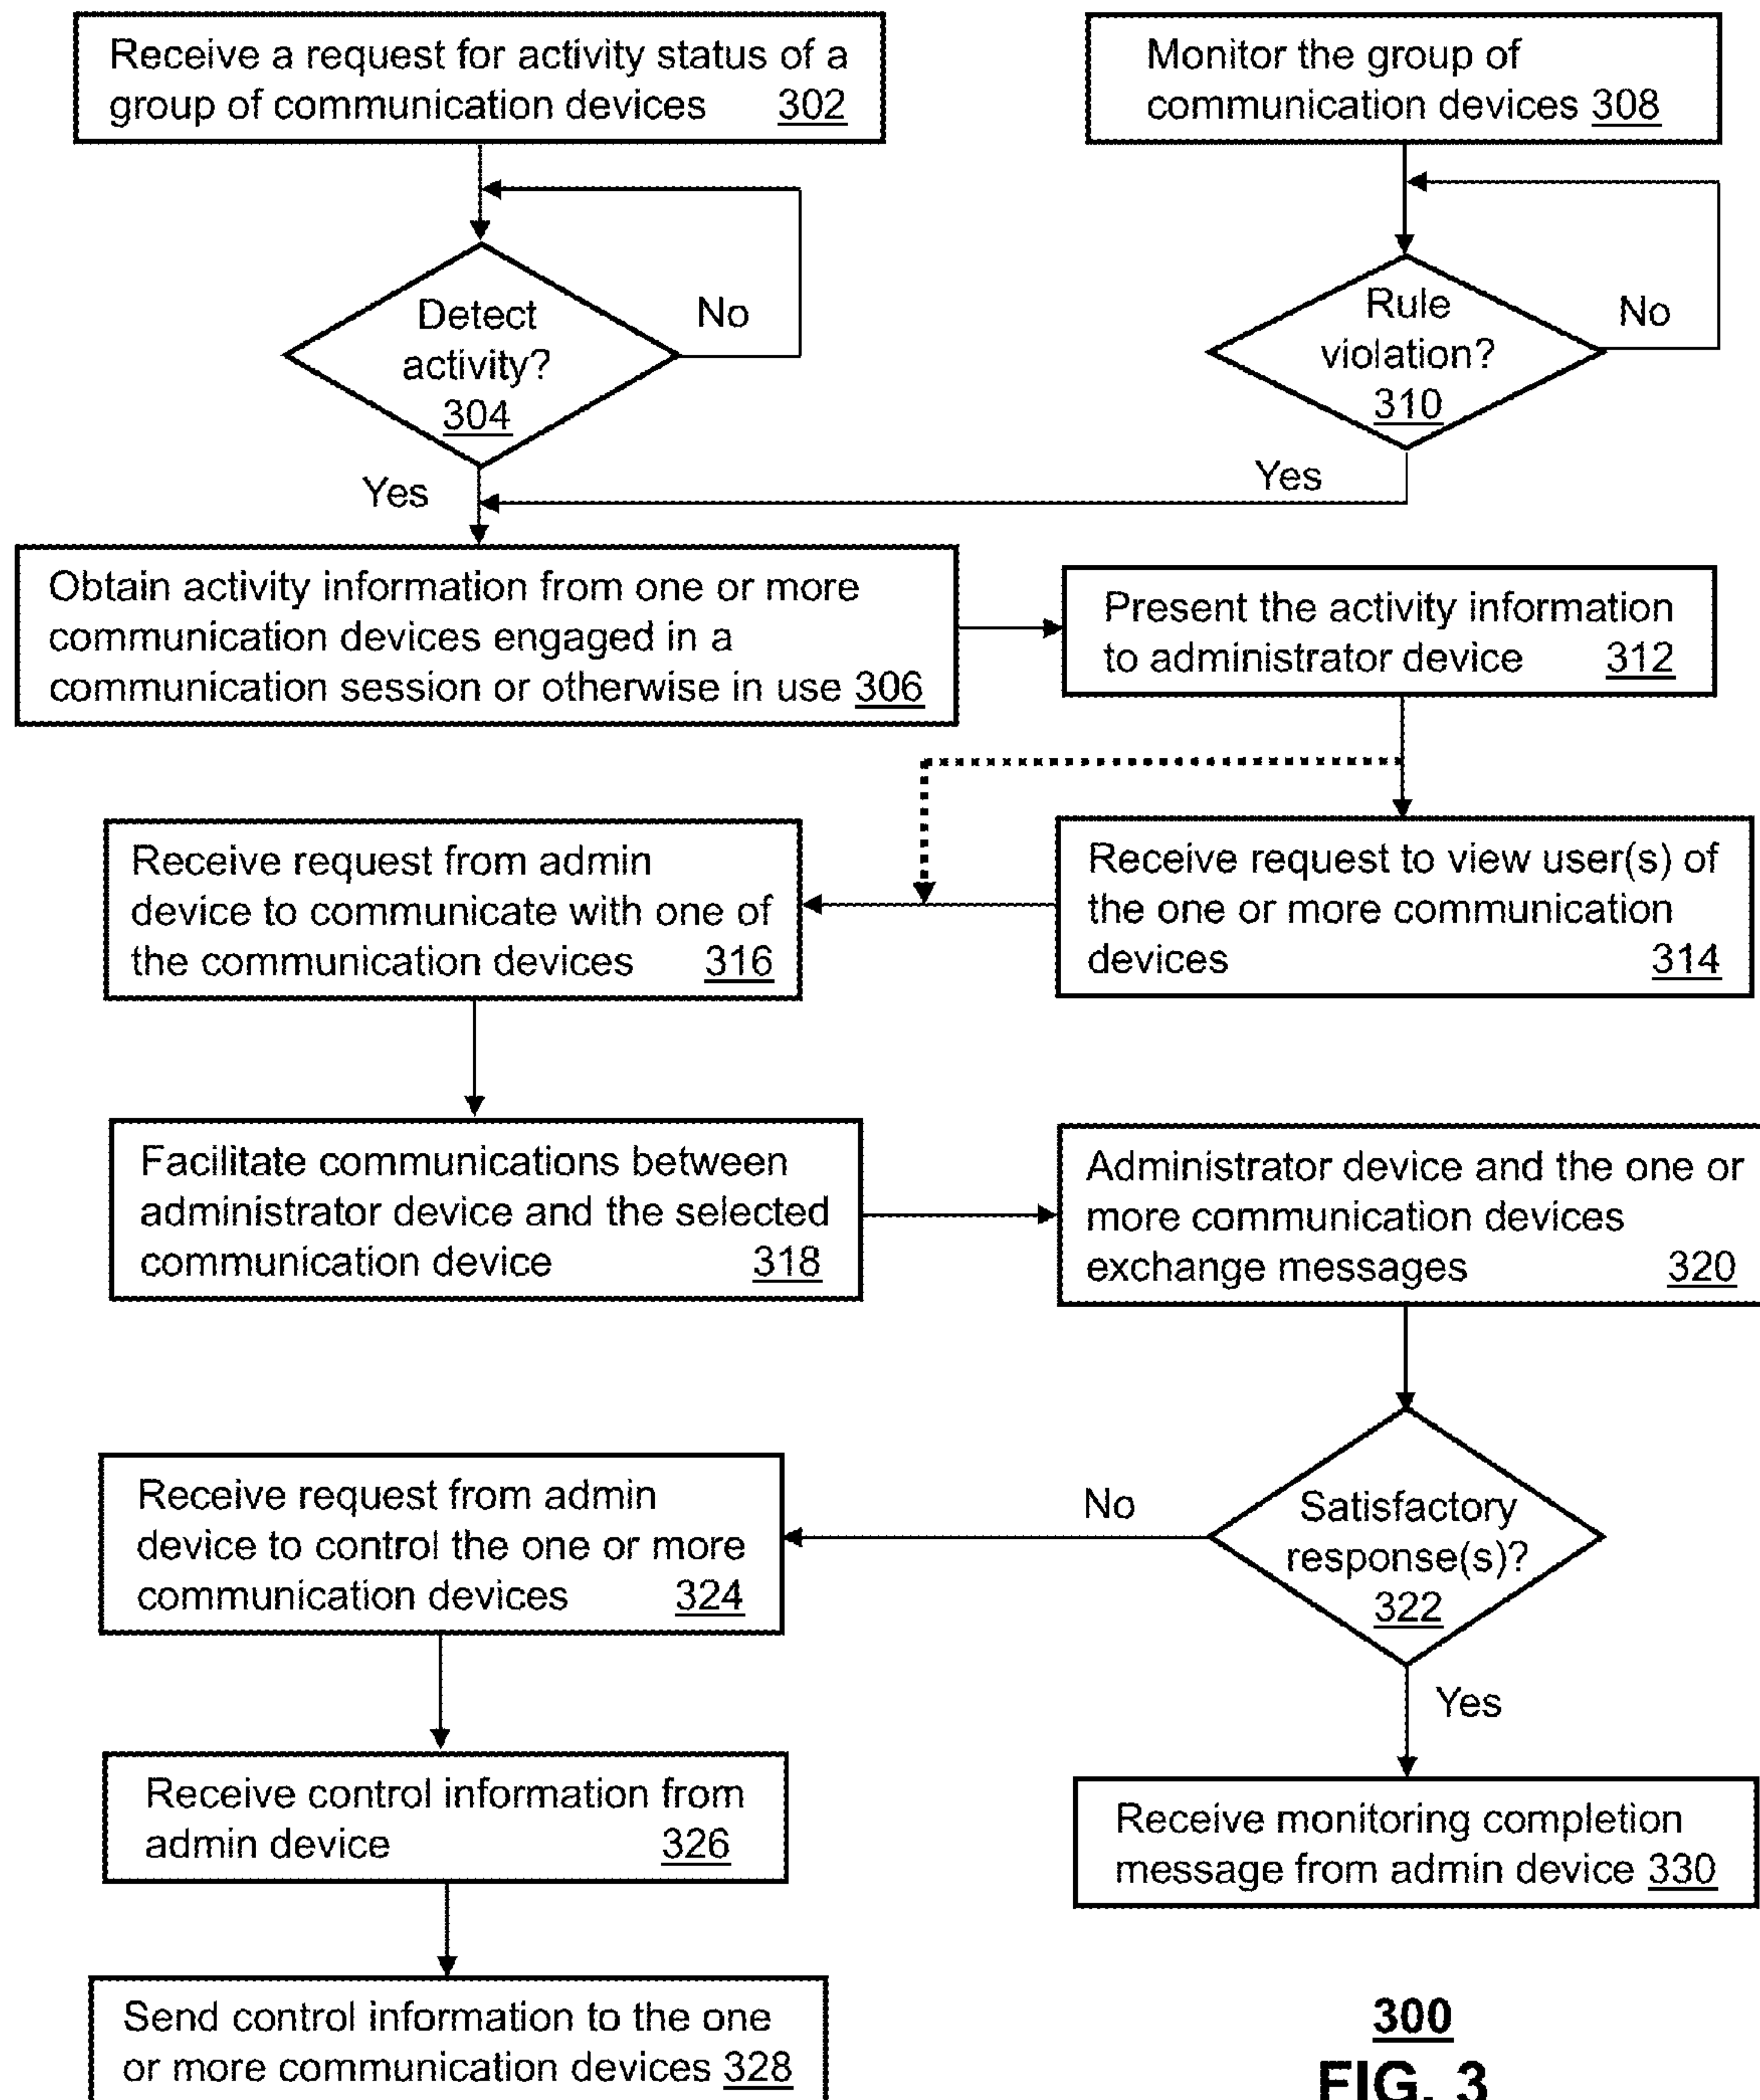 Receive a request for activity status of a
group of communication devices 302
Monitor the group of
communication devices 308
Detect
activity?
304
No
Yes
Rule
violation?
310
No
Yes
Obtain activity information from one or more
communication devices engaged in a
communication session or otherwise in use 306
Present the activity information
to administrator device 312
Receive request from admin
device to communicate with one of
the communication devices 316
Receive request to view user(s) of
the one or more communication
devices 314
Facilitate communications between
administrator device and the selected
communication device 318
Administrator device and the one or
more communication devices
exchange messages 320
Receive request from admin
device to control the one or more
communication devices 324
No
Satisfactory
response(s)?
322
Yes
Receive control information from
admin device 326
Receive monitoring completion
message from admin device 330
Send control information to the one
or more communication devices 328
300
FIG. 3